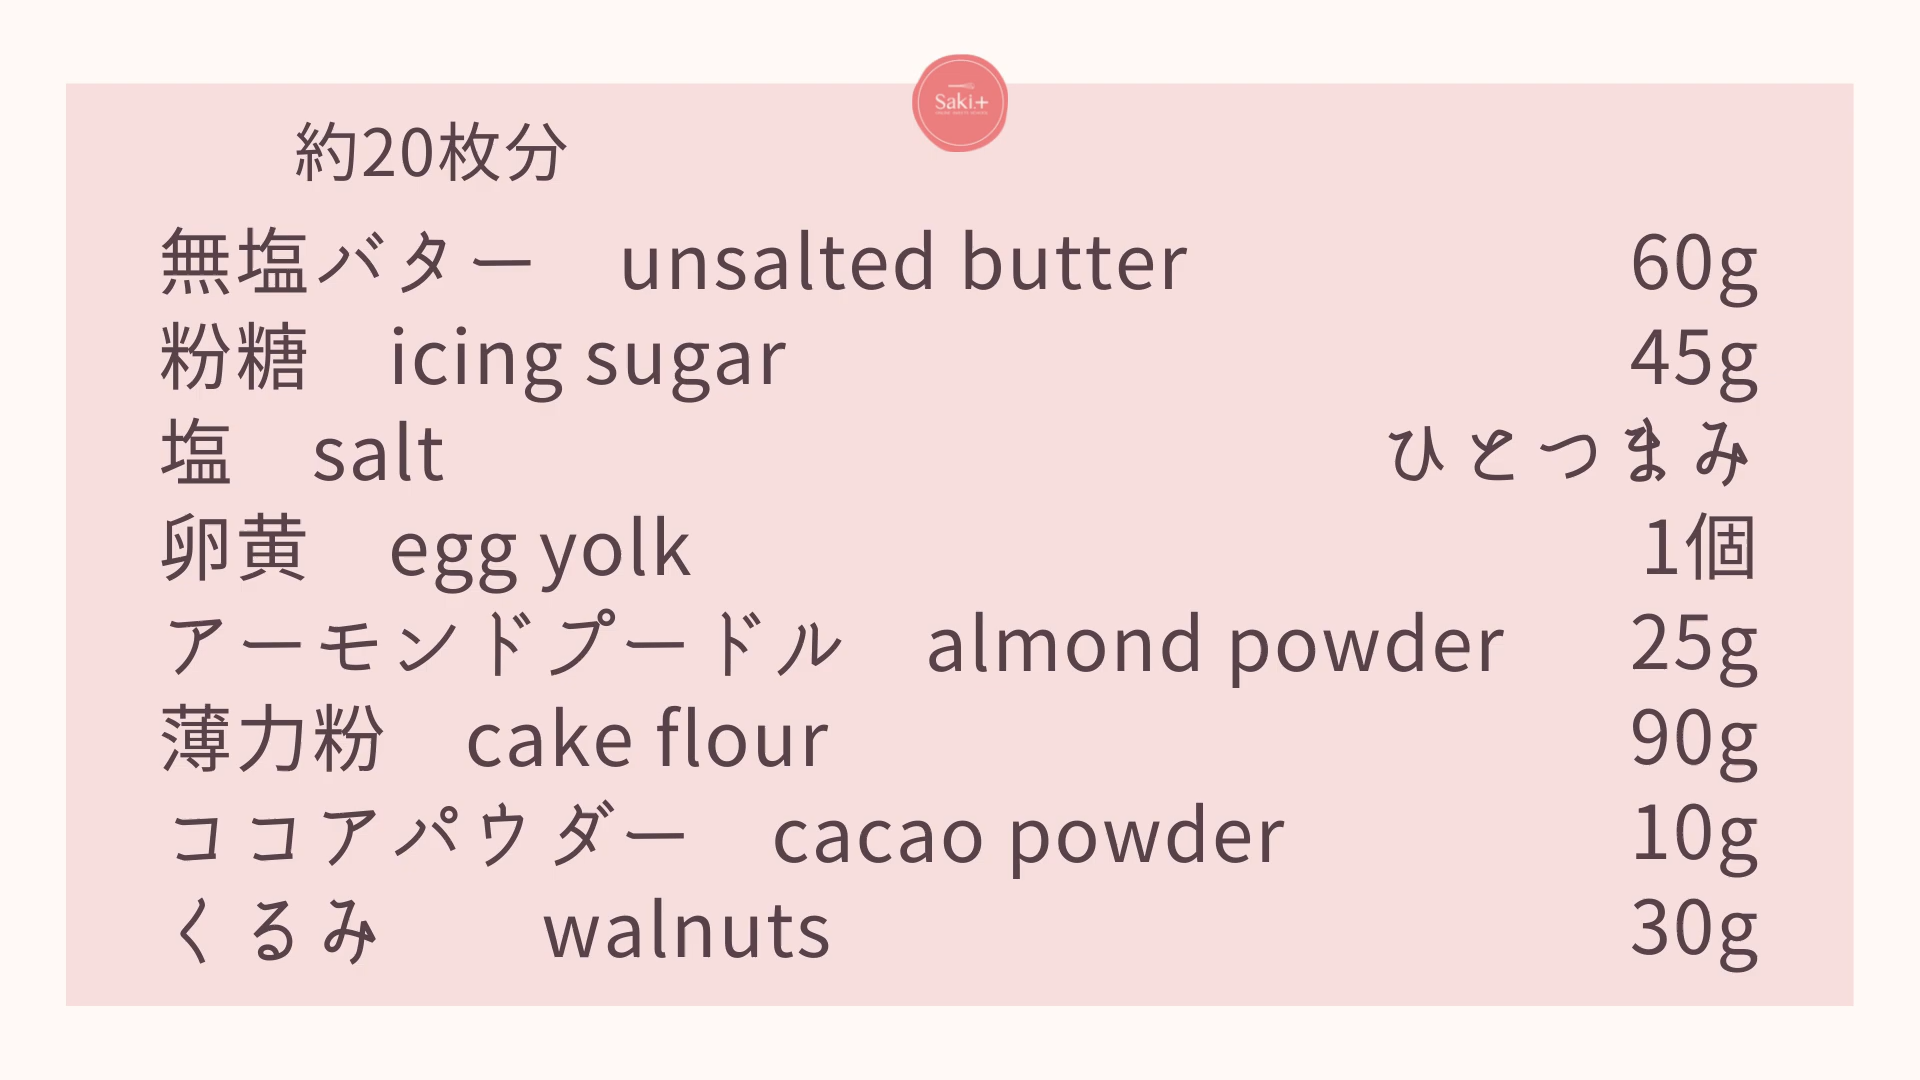 Saki.+
約20枚分
無塩バター　unsalted butter　60g
粉糖　icing sugar　45g
塩　salt　ひとつまみ
卵黄　egg yolk　1個
アーモンドプードル　almond powder　25g
薄力粉　cake flour　90g
ココアパウダー　cacao powder　10g
くるみ　　walnuts　30g